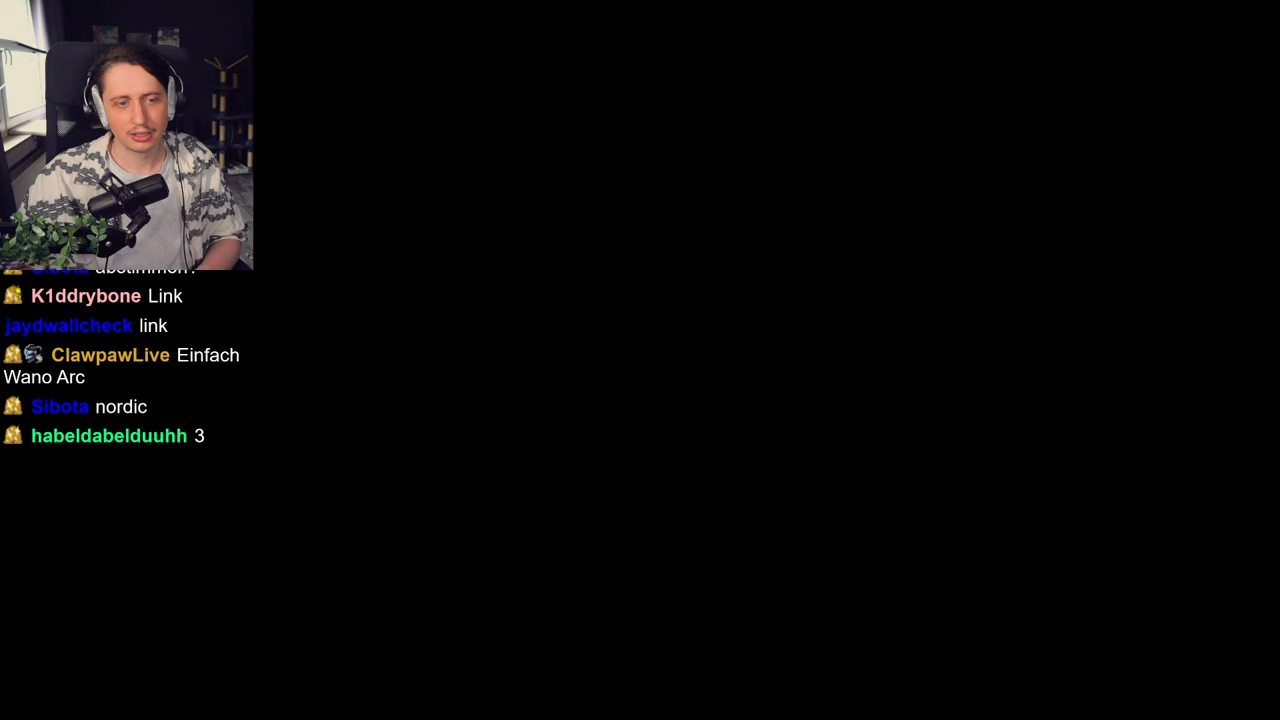 K1ddrybone Link
jaydwallcheck link
ClawpawLive Einfach
Wano Arc
Sibota nordic
habeldabelduuhh 3